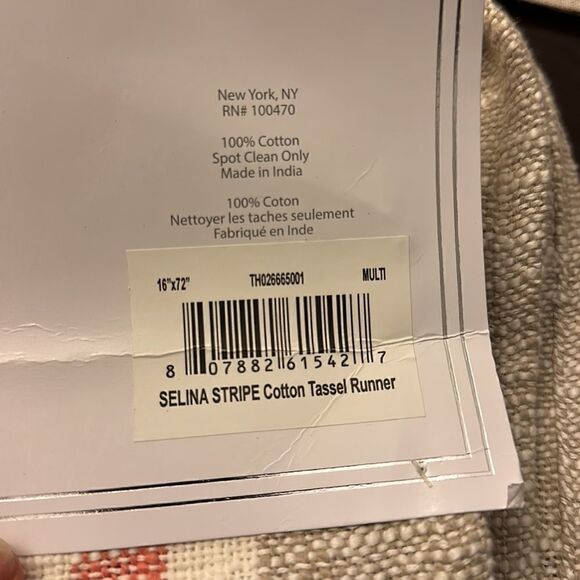 New York, NY
RN# 100470
100% Cotton
Spot Clean Only
Made in India
100% Coton
Nettoyer les taches seulement
Fabriqué en Inde
16"x72" TH026665001 MULTI
8 07882 61542 7
SELINA STRIPE Cotton Tassel Runner